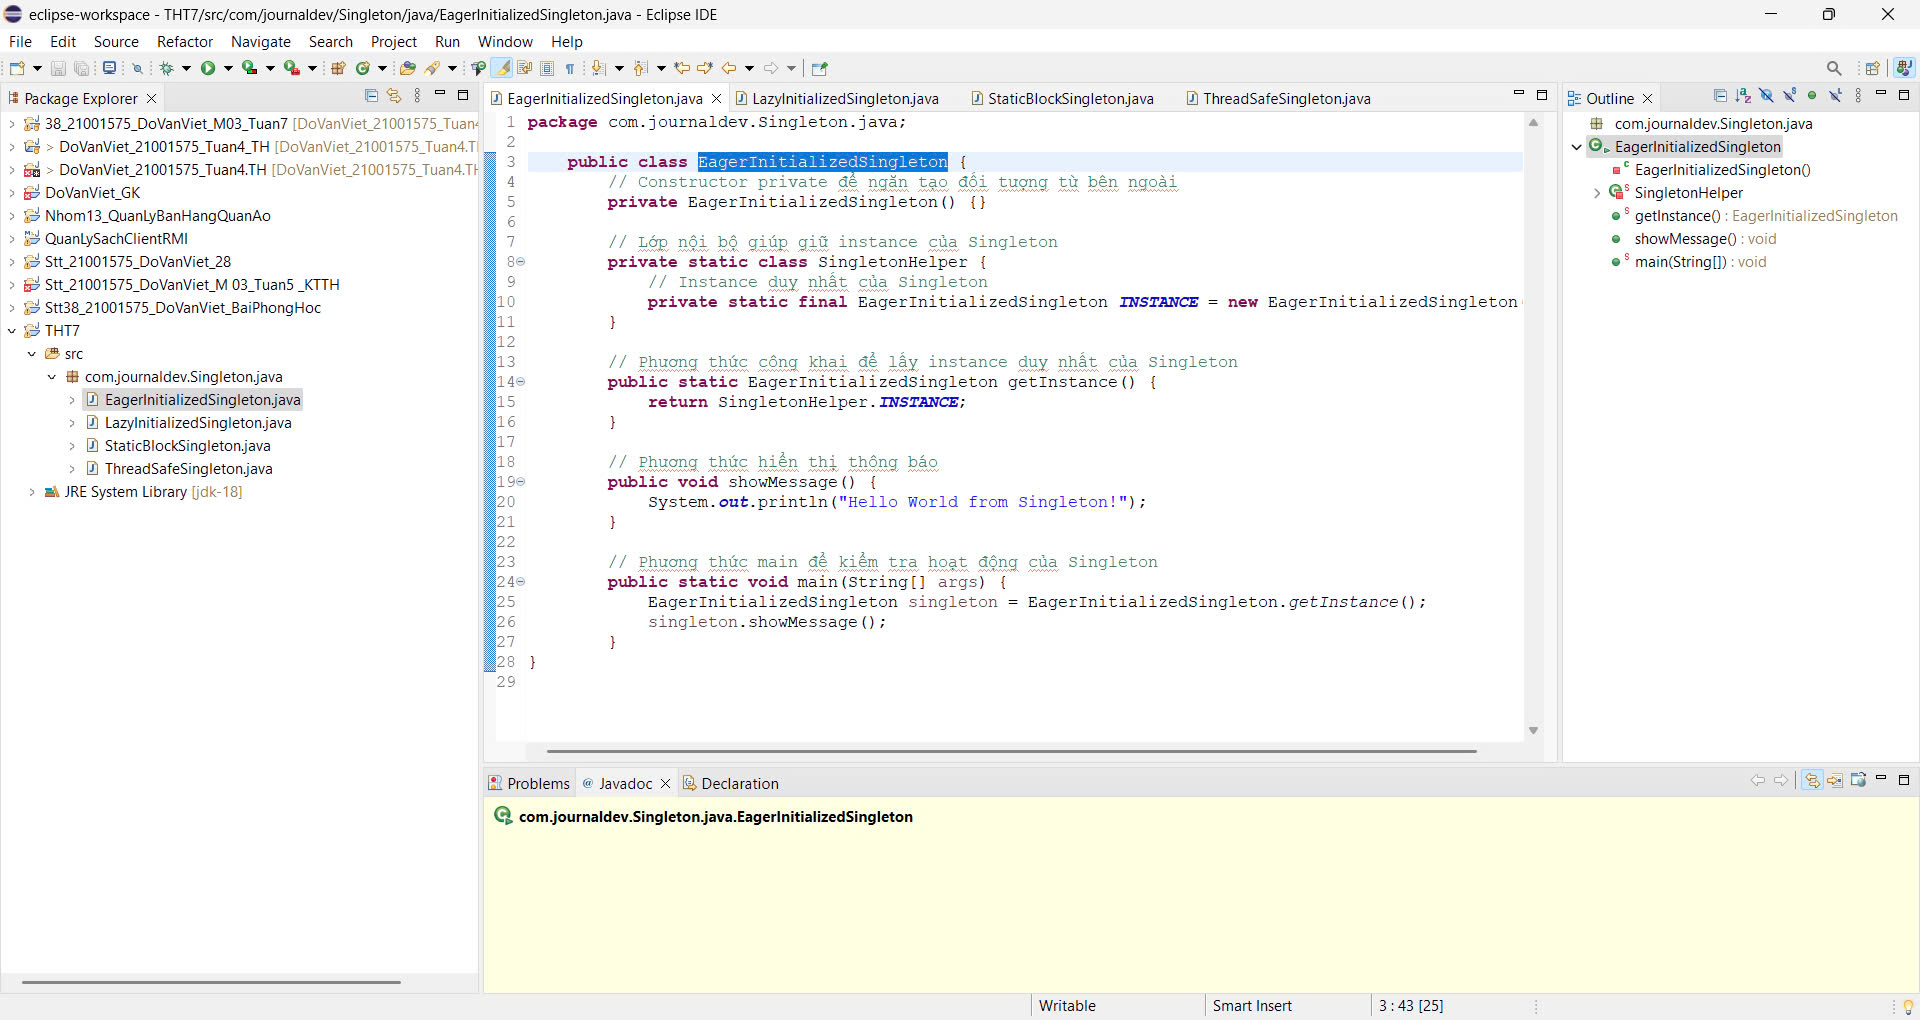 eclipse-workspace - THT7/src/com/journaldev/Singleton/java/EagerInitializedSingleton.java - Eclipse IDE
File Edit Source Refactor Navigate Search Project Run Window Help
Package Explorer
38_21001575_DoVanViet_M03_Tuan7 [DoVanViet_21001575_Tuan4
> DoVanViet_21001575_Tuan4_TH [DoVanViet_21001575_Tuan4.T
> DoVanViet_21001575_Tuan4.TH [DoVanViet_21001575_Tuan4.TH
DoVanViet_GK
Nhom13_QuanLyBanHangQuanAo
QuanLySachClientRMI
Stt_21001575_DoVanViet_28
Stt_21001575_DoVanViet_M 03_Tuan5 _KTTH
Stt38_21001575_DoVanViet_BaiPhongHoc
THT7
src
com.journaldev.Singleton.java
EagerInitializedSingleton.java
LazyInitializedSingleton.java
StaticBlockSingleton.java
ThreadSafeSingleton.java
JRE System Library [jdk-18]
EagerInitializedSingleton.java LazyInitializedSingleton.java StaticBlockSingleton.java ThreadSafeSingleton.java
1 package com.journaldev.Singleton.java;
2
3 public class EagerInitializedSingleton {
4 // Constructor private để ngăn tạo đối tượng từ bên ngoài
5 private EagerInitializedSingleton() {}
6
7 // Lớp nội bộ giúp giữ instance của Singleton
8 private static class SingletonHelper {
9 // Instance duy nhất của Singleton
10 private static final EagerInitializedSingleton INSTANCE = new EagerInitializedSingleton
11 }
12
13 // Phương thức công khai để lấy instance duy nhất của Singleton
14 public static EagerInitializedSingleton getInstance() {
15 return SingletonHelper.INSTANCE;
16 }
17
18 // Phương thức hiển thị thông báo
19 public void showMessage() {
20 System.out.println("Hello World from Singleton!");
21 }
22
23 // Phương thức main để kiểm tra hoạt động của Singleton
24 public static void main(String[] args) {
25 EagerInitializedSingleton singleton = EagerInitializedSingleton.getInstance();
26 singleton.showMessage();
27 }
28 }
29
Outline
com.journaldev.Singleton.java
EagerInitializedSingleton
EagerInitializedSingleton()
SingletonHelper
getInstance() : EagerInitializedSingleton
showMessage() : void
main(String[]) : void
Problems @ Javadoc Declaration
com.journaldev.Singleton.java.EagerInitializedSingleton
Writable Smart Insert 3 : 43 [25]